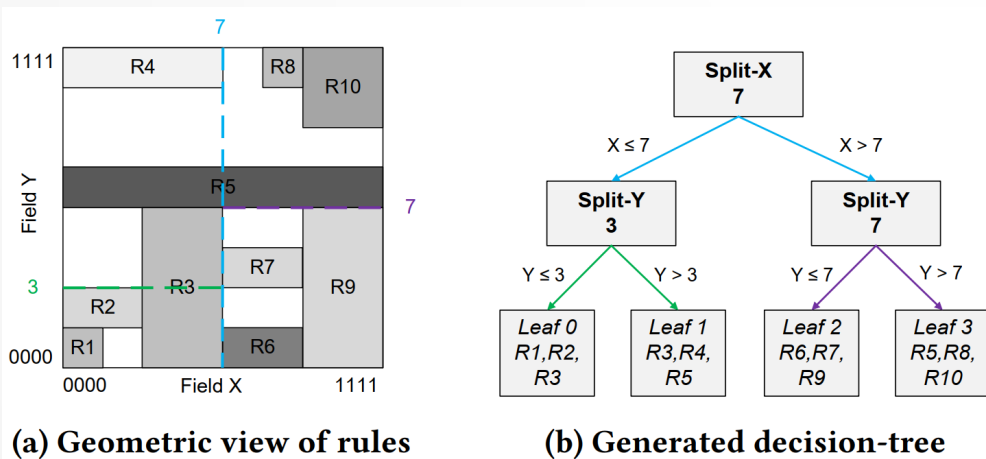 7
1111
R4
R8
R10
Field Y
R5
7
R7
3
R3
R9
R2
R1
R6
0000
0000
Field X
1111
(a) Geometric view of rules
Split-X
7
X ≤ 7
X > 7
Split-Y
3
Split-Y
7
Y ≤ 3
Y > 3
Y ≤ 7
Y > 7
Leaf 0
R1,R2,
R3
Leaf 1
R3,R4,
R5
Leaf 2
R6,R7,
R9
Leaf 3
R5,R8,
R10
(b) Generated decision-tree